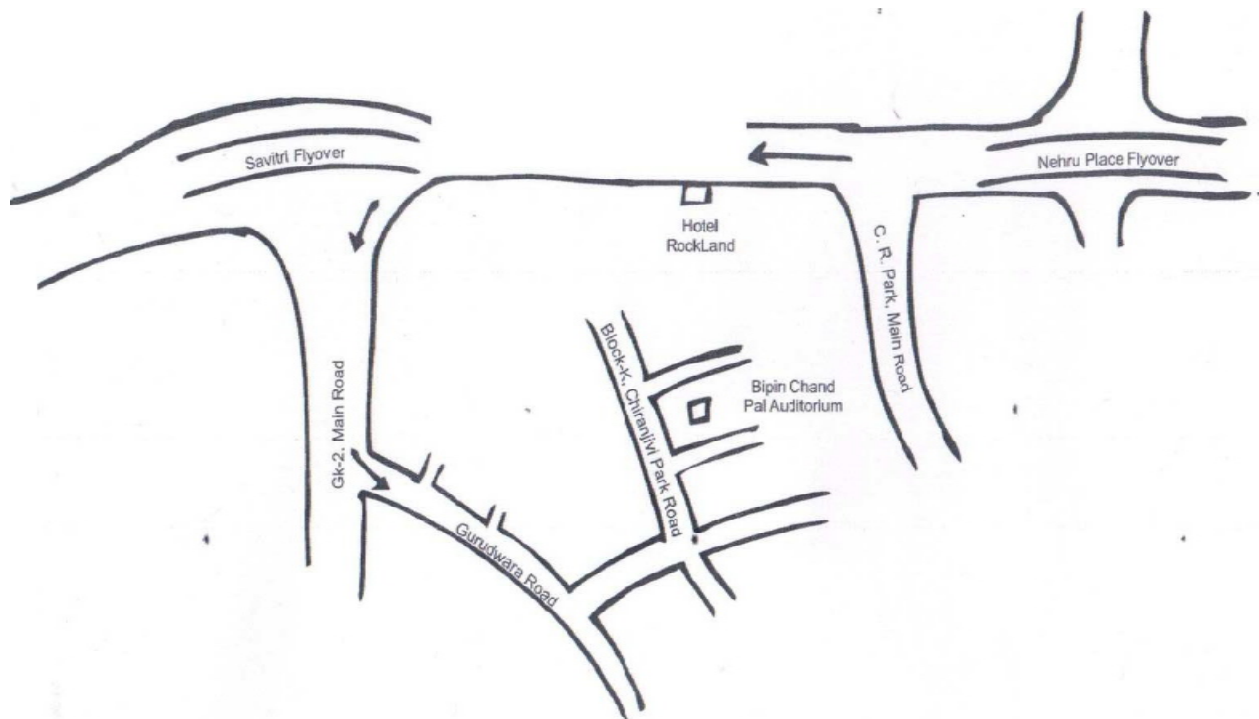 Savitri Flyover
Nehru Place Flyover
Hotel
RockLand
C. R. Park, Main Road
Block-K, Chiranjivi Park Road
Bipin Chand
Pal Auditorium
Gk-2, Main Road
Gurudwara Road